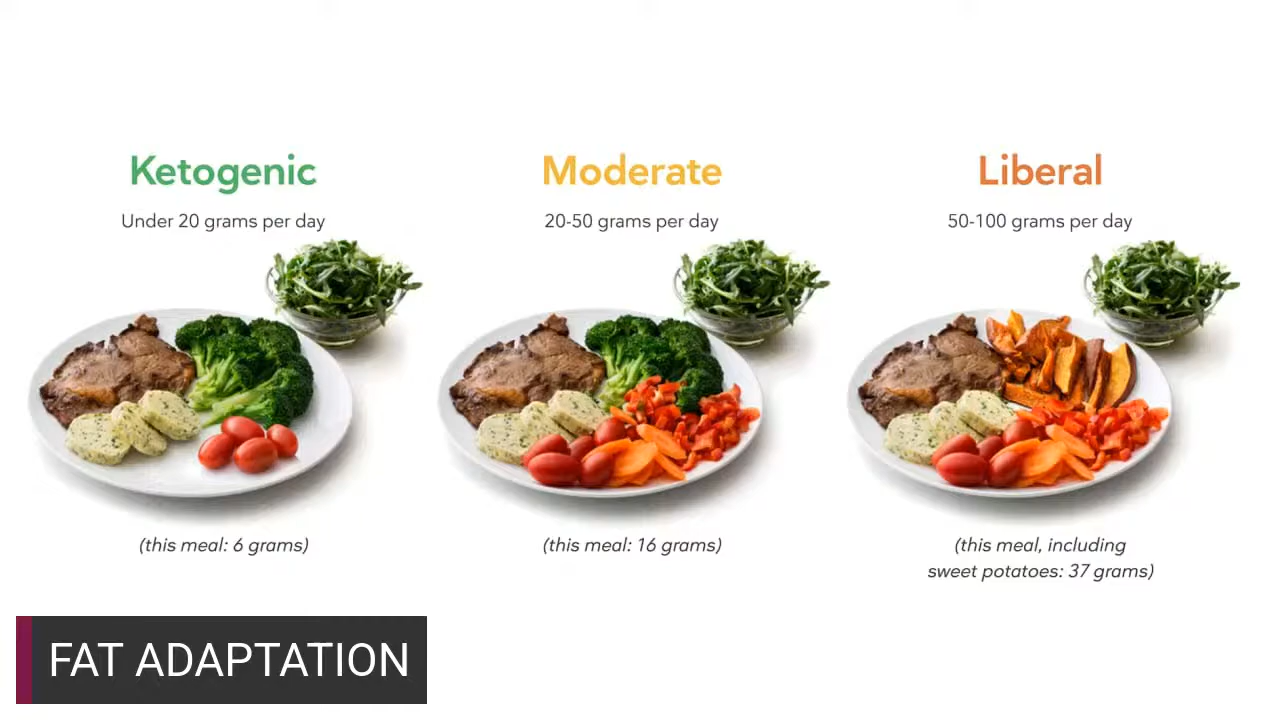 Ketogenic
Under 20 grams per day
(this meal: 6 grams)
Moderate
20-50 grams per day
(this meal: 16 grams)
Liberal
50-100 grams per day
(this meal, including
sweet potatoes: 37 grams)
FAT ADAPTATION